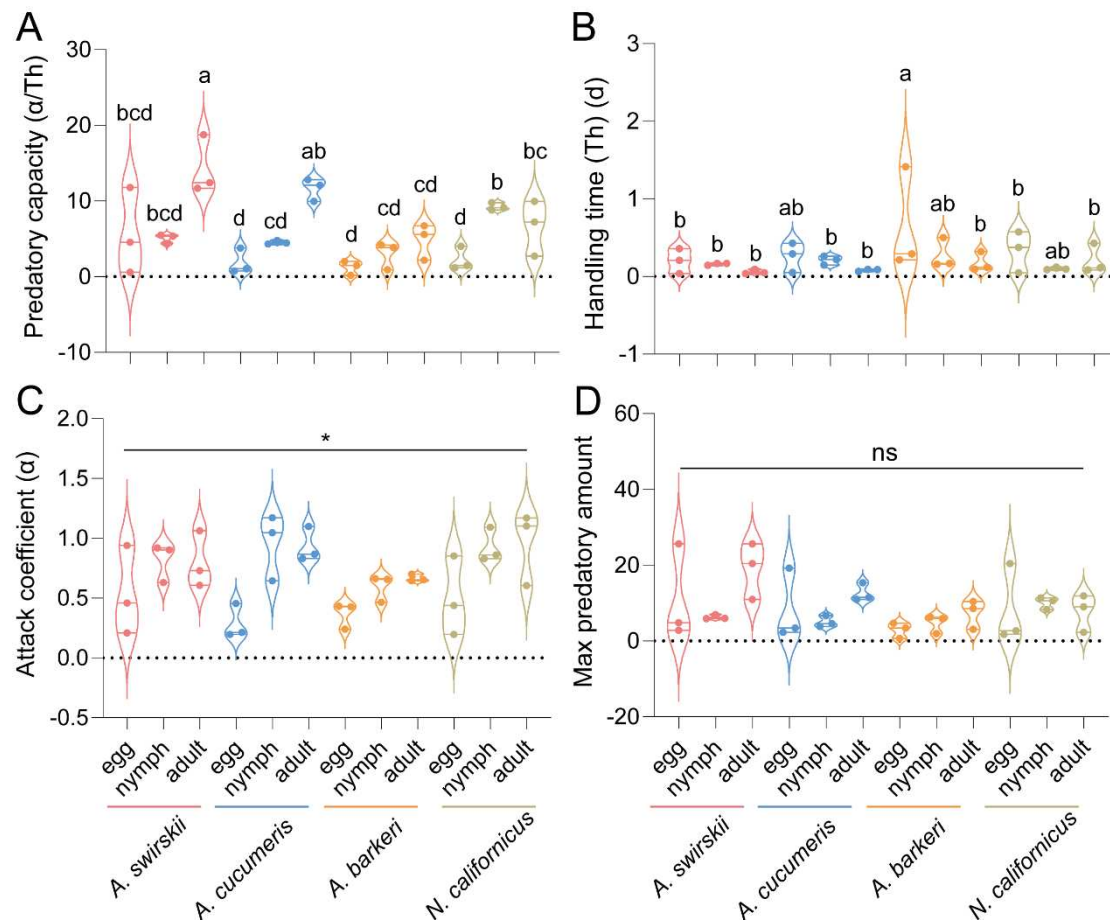 A
Predatory capacity (α/Th)
30
20
10
0
-10
bcd
bcd
a
d
cd
ab
d
cd
cd
d
b
bc
B
Handling time (Th) (d)
3
2
1
0
-1
b
b
b
ab
b
b
a
ab
b
b
ab
b
C
Attack coefficient (α)
2.0
1.5
1.0
0.5
0.0
-0.5
*
egg
nymph
adult
egg
nymph
adult
egg
nymph
adult
egg
nymph
adult
A. swirskii
A. cucumeris
A. barkeri
N. californicus
D
Max predatory amount
60
40
20
0
-20
ns
egg
nymph
adult
egg
nymph
adult
egg
nymph
adult
egg
nymph
adult
A. swirskii
A. cucumeris
A. barkeri
N. californicus